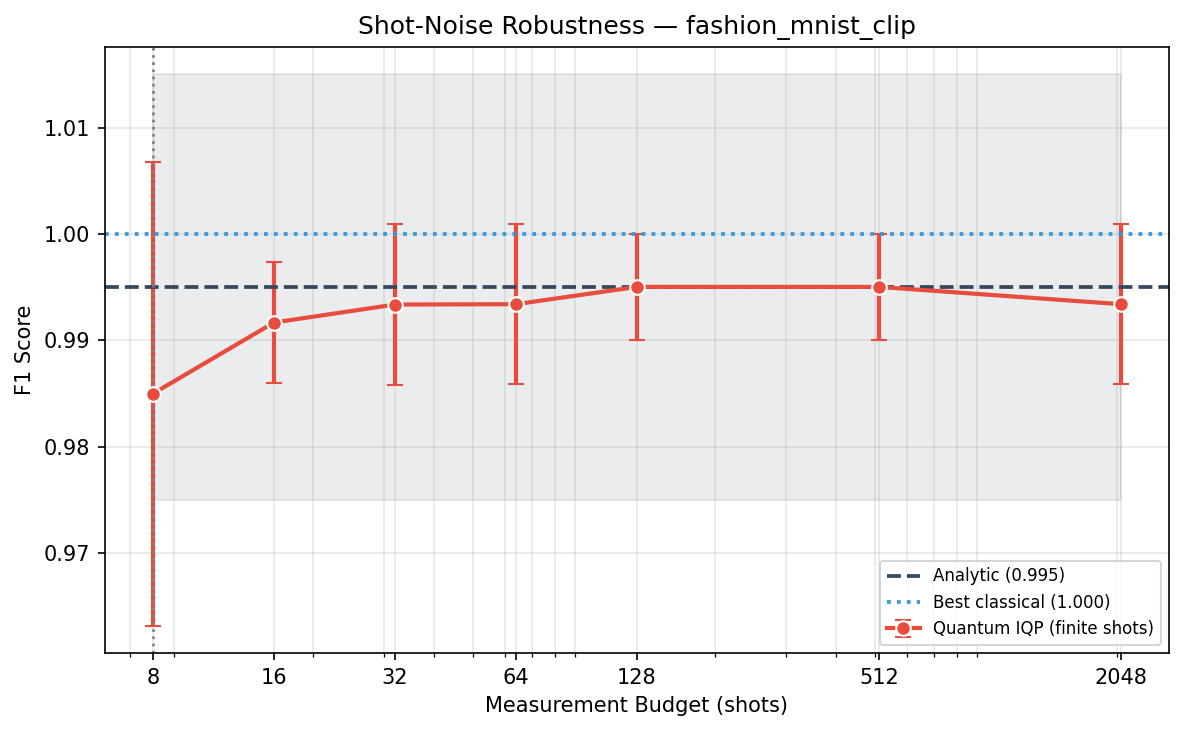 Shot-Noise Robustness — fashion_mnist_clip
1.01
1.00
0.99
0.98
0.97
F1 Score
8 16 32 64 128 512 2048
Measurement Budget (shots)
Analytic (0.995)
Best classical (1.000)
Quantum IQP (finite shots)